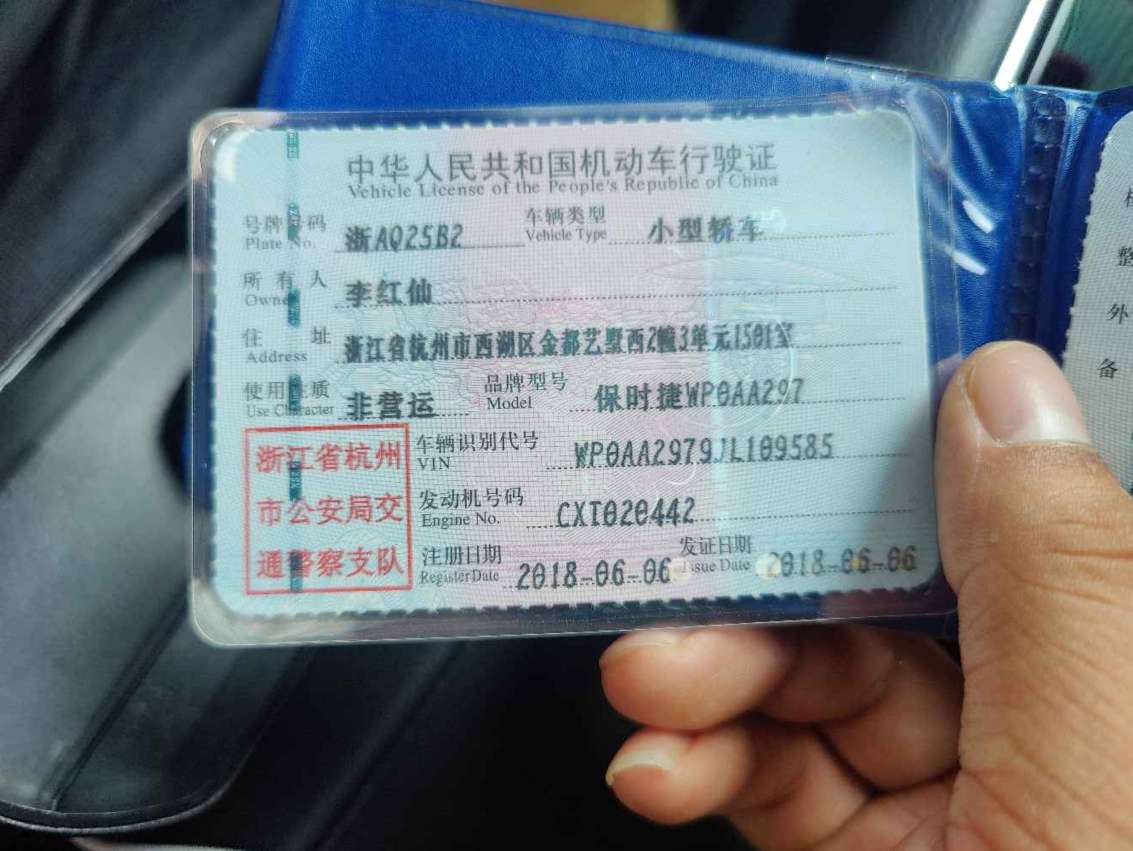 中华人民共和国机动车行驶证
Vehicle License of the People's Republic of China
号牌号码 浙AQ25B2 车辆类型 小型轿车
Plate No. Vehicle Type
所有人 李红仙
Owner
住址 浙江省杭州市西湖区金都艺墅西2幢3单元1501室
Address
使用性质 非营运 品牌型号 保时捷WP0AA297
Use Character Model
浙江省杭州市公安局交通警察支队
车辆识别代号 WP0AA2979JL109585
VIN
发动机号码 CXT020442
Engine No.
注册日期 2018-06-06 发证日期 2018-06-06
Register Date Issue Date
整
外
备